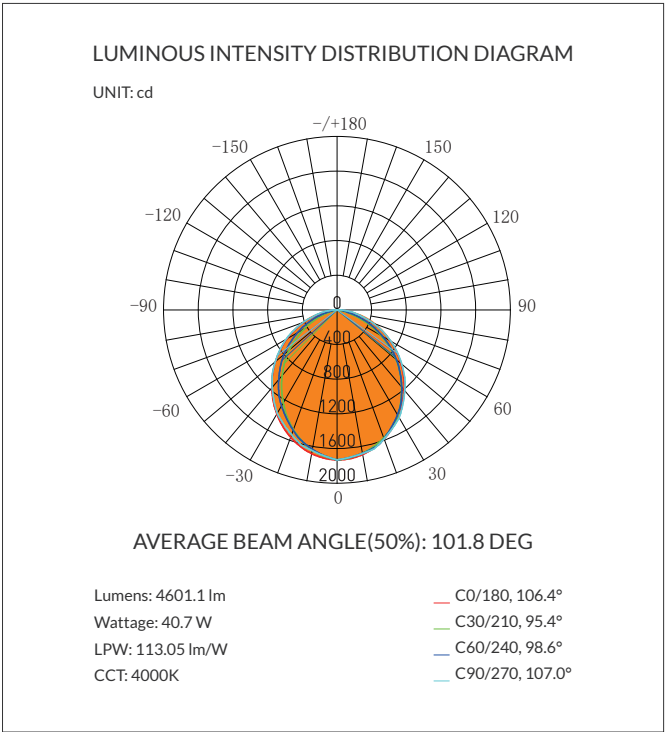 LUMINOUS INTENSITY DISTRIBUTION DIAGRAM
UNIT: cd
−/+180
−150 150
−120 120
−90 0 90
400
800
−60 1200 60
1600
−30 2000 30
0
AVERAGE BEAM ANGLE(50%): 101.8 DEG
Lumens: 4601.1 lm
Wattage: 40.7 W
LPW: 113.05 lm/W
CCT: 4000K
C0/180, 106.4°
C30/210, 95.4°
C60/240, 98.6°
C90/270, 107.0°